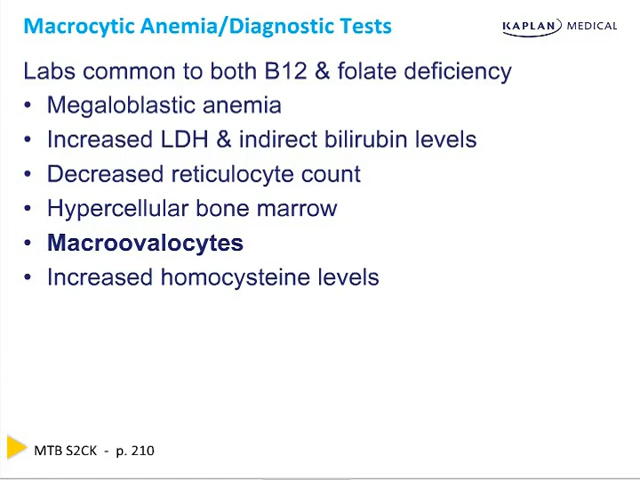 Macrocytic Anemia/Diagnostic Tests
KAPLAN MEDICAL
Labs common to both B12 & folate deficiency
• Megaloblastic anemia
• Increased LDH & indirect bilirubin levels
• Decreased reticulocyte count
• Hypercellular bone marrow
• Macroovalocytes
• Increased homocysteine levels
MTB S2CK - p. 210